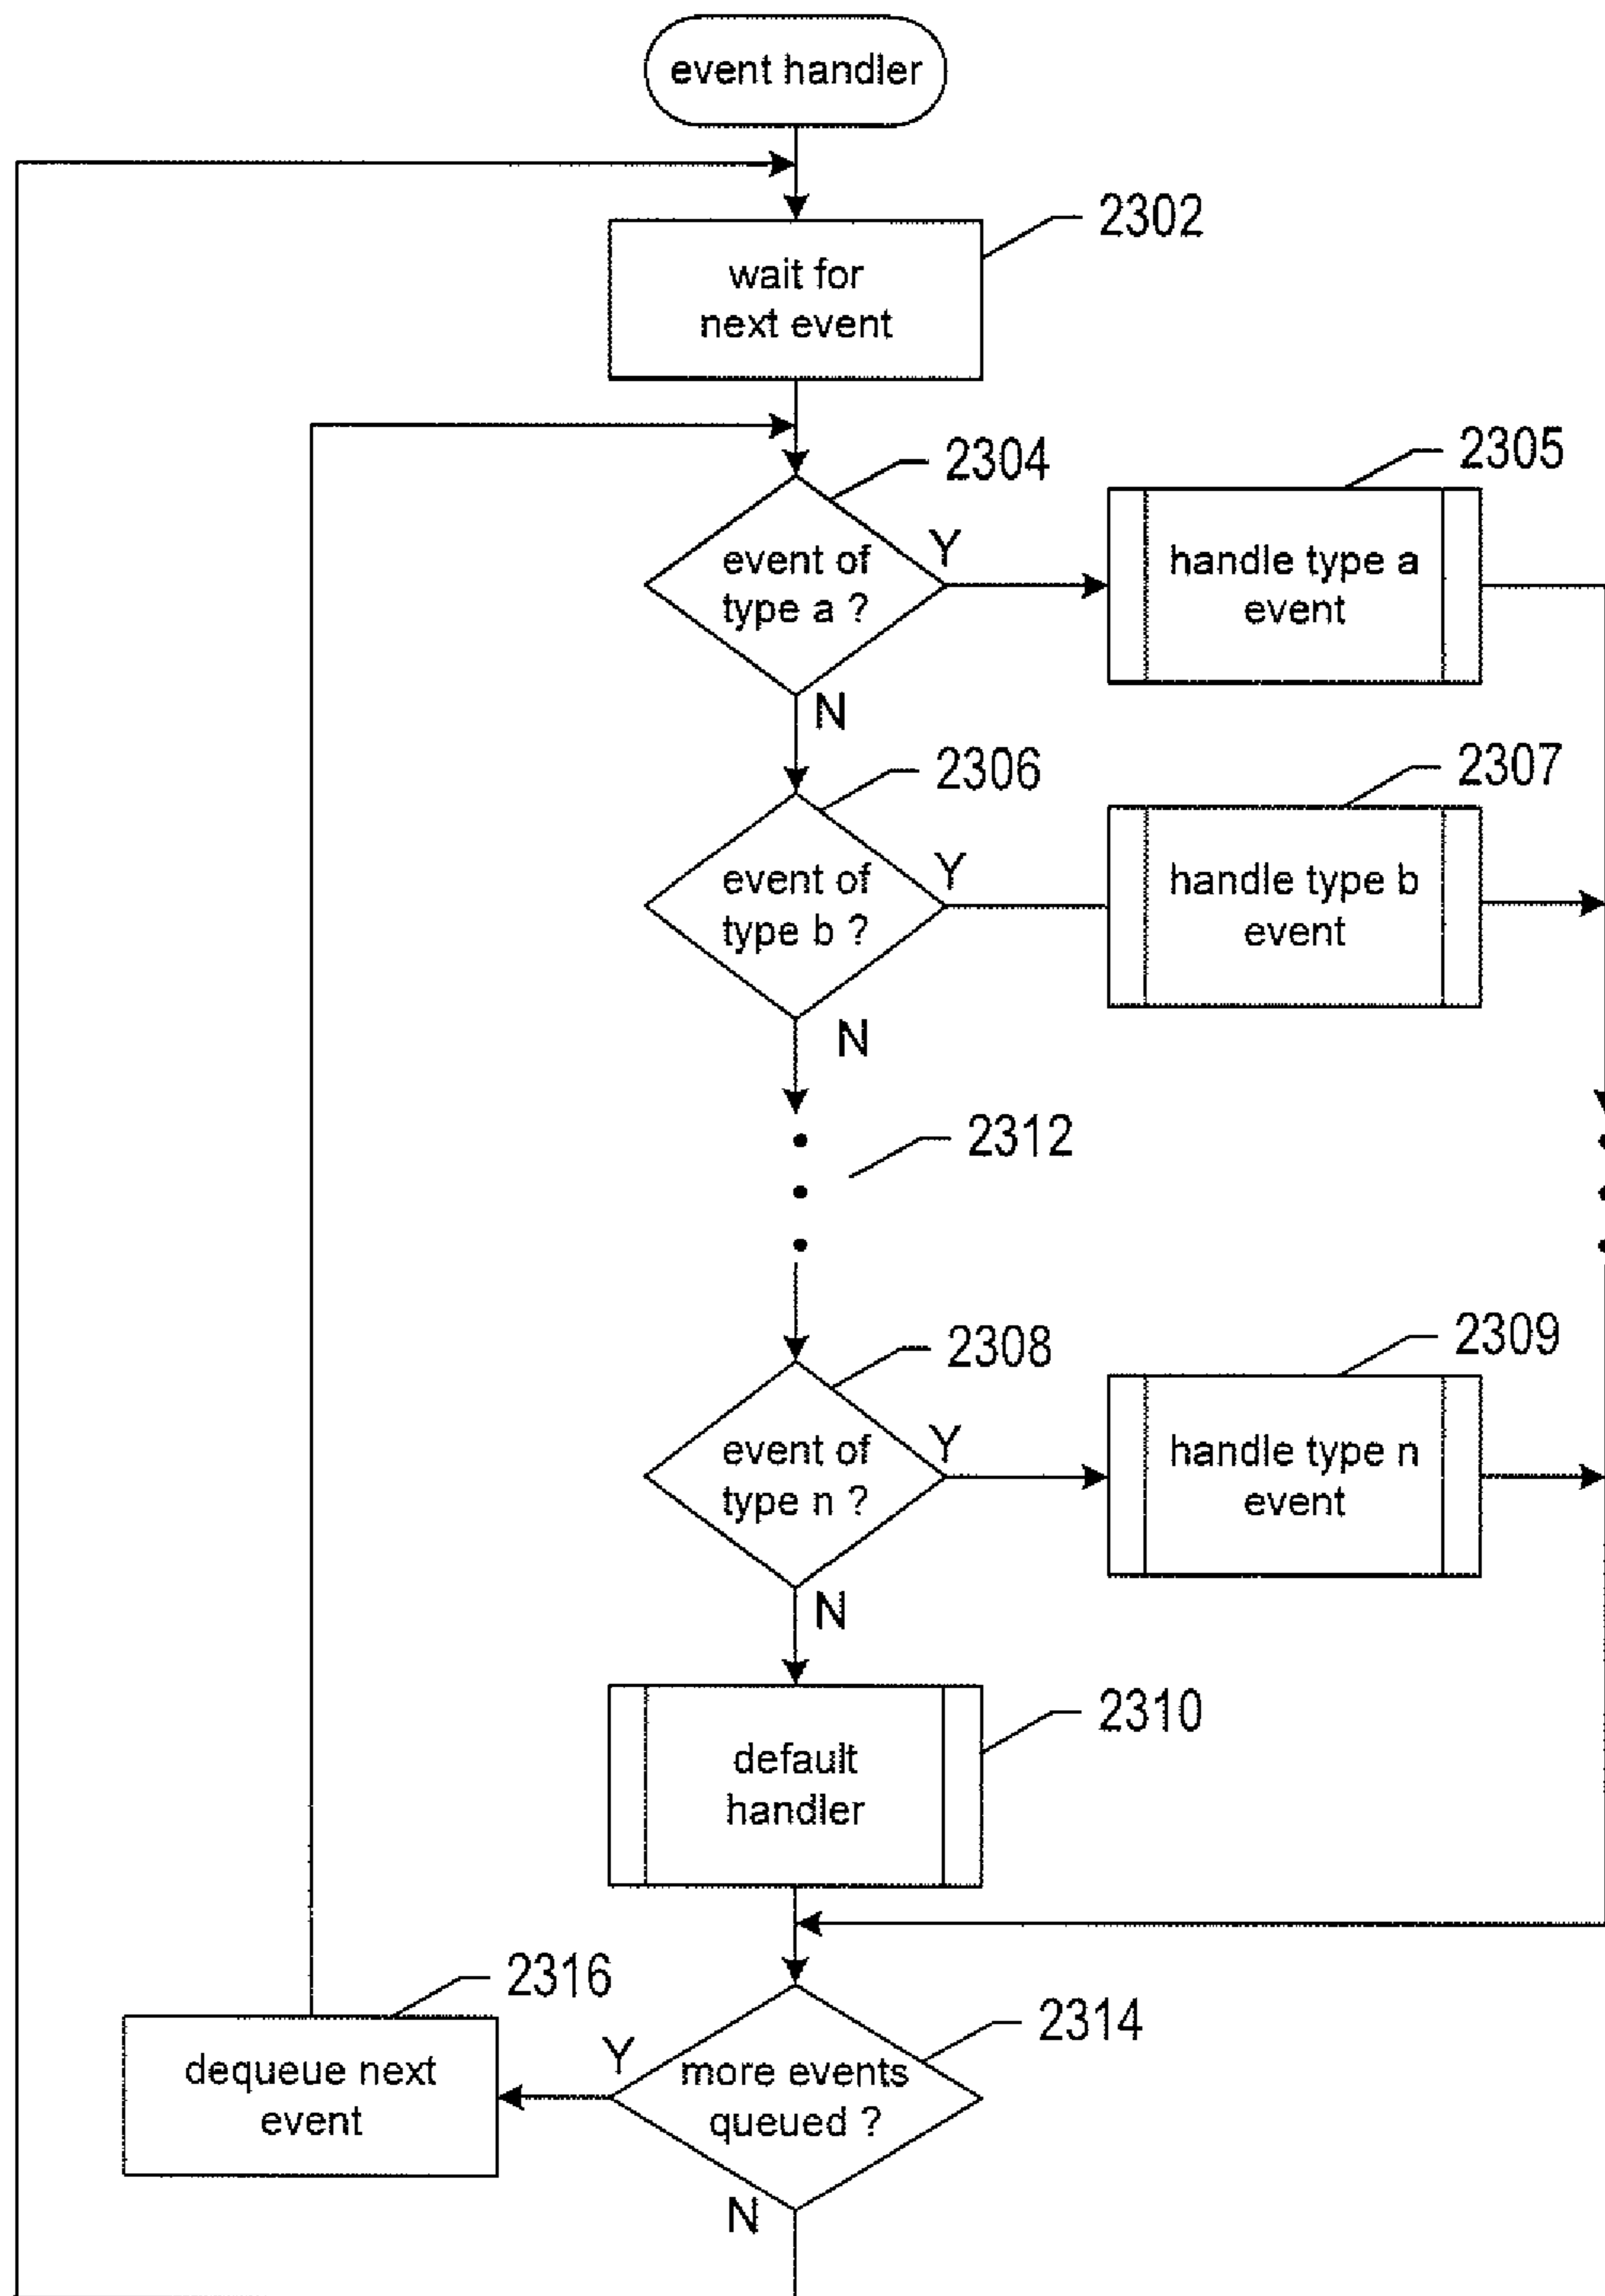 event handler
2302
wait for
next event
2304
2305
Y
event of
type a ?
handle type a
event
N
2306
2307
Y
event of
type b ?
handle type b
event
N
2312
2308
2309
Y
event of
type n ?
handle type n
event
N
2310
default
handler
2316
2314
Y
dequeue next
event
more events
queued ?
N